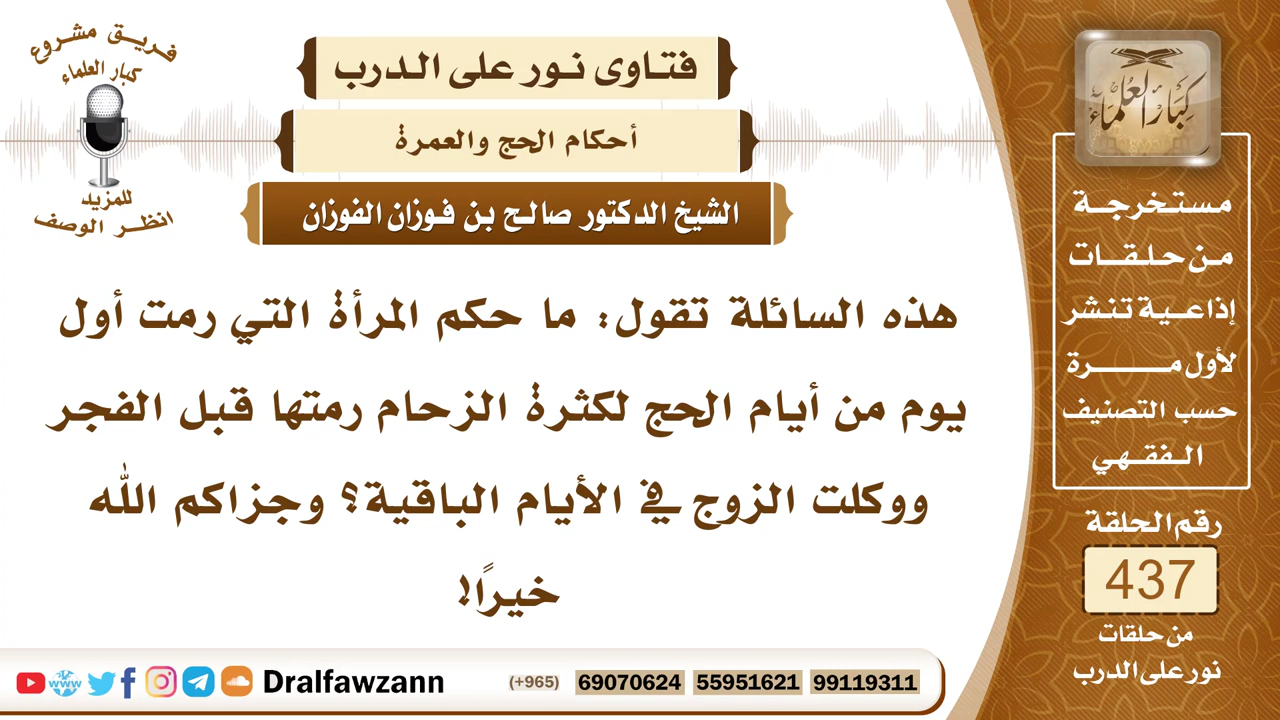 فريق مشروع
كبار العلماء
للمزيد
انظر الوصف
فتاوى نور على الدرب
أحكام الحج والعمرة
الشيخ الدكتور صالح بن فوزان الفوزان
هذه السائلة تقول: ما حكم المرأة التي رمت أول
يوم من أيام الحج لكثرة الزحام رمتها قبل الفجر
ووكلت الزوج في الأيام الباقية؟ وجزاكم الله
خيرًا!
كبار العلماء
مستخرجة
من حلقات
إذاعية تنشر
لأول مرة
حسب التصنيف
الفقهي
رقم الحلقة
437
من حلقات
نور على الدرب
www
Dralfawzann
(+965) 69070624 55951621 99119311